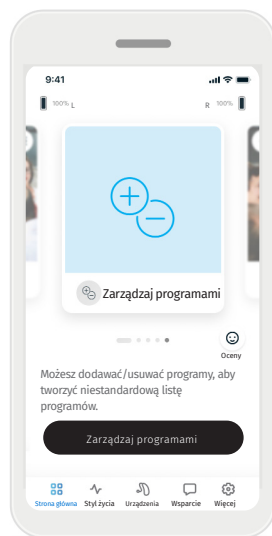 9:41
100% L
R 100%
Zarządzaj programami
Oceny
Możesz dodawać/usuwać programy, aby
tworzyć niestandardową listę
programów.
Zarządzaj programami
Strona główna Styl życia Urządzenia Wsparcie Więcej